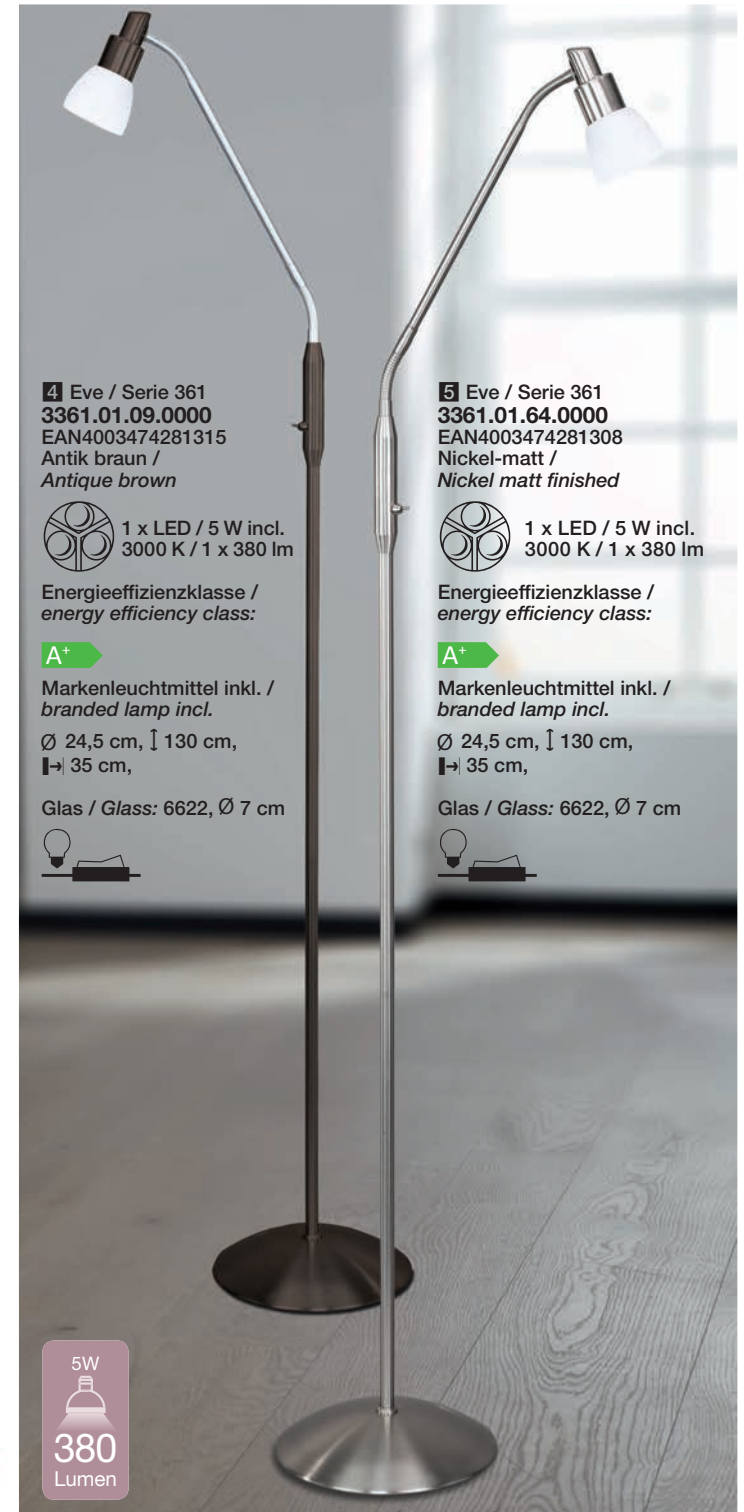 4 Eve / Serie 361
3361.01.09.0000
EAN4003474281315
Antik braun /
Antique brown
1 x LED / 5 W incl.
3000 K / 1 x 380 lm
Energieeffizienzklasse /
energy efficiency class:
A+
Markenleuchtmittel inkl. /
branded lamp incl.
Ø 24,5 cm, ↕ 130 cm,
35 cm,
Glas / Glass: 6622, Ø 7 cm
5 Eve / Serie 361
3361.01.64.0000
EAN4003474281308
Nickel-matt /
Nickel matt finished
1 x LED / 5 W incl.
3000 K / 1 x 380 lm
Energieeffizienzklasse /
energy efficiency class:
A+
Markenleuchtmittel inkl. /
branded lamp incl.
Ø 24,5 cm, ↕ 130 cm,
35 cm,
Glas / Glass: 6622, Ø 7 cm
5W
380
Lumen